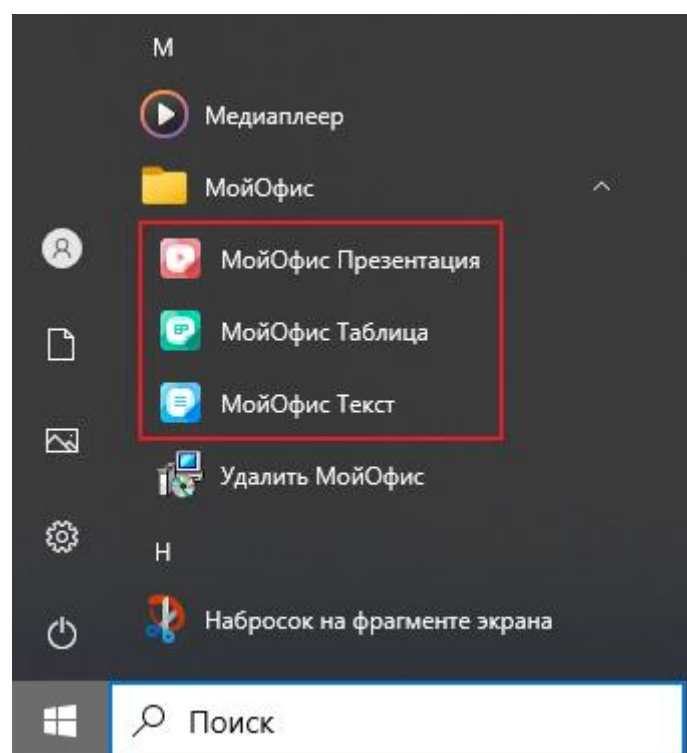 М
Медиаплеер
МойОфис
МойОфис Презентация
МойОфис Таблица
МойОфис Текст
Удалить МойОфис
Н
Набросок на фрагменте экрана
Поиск